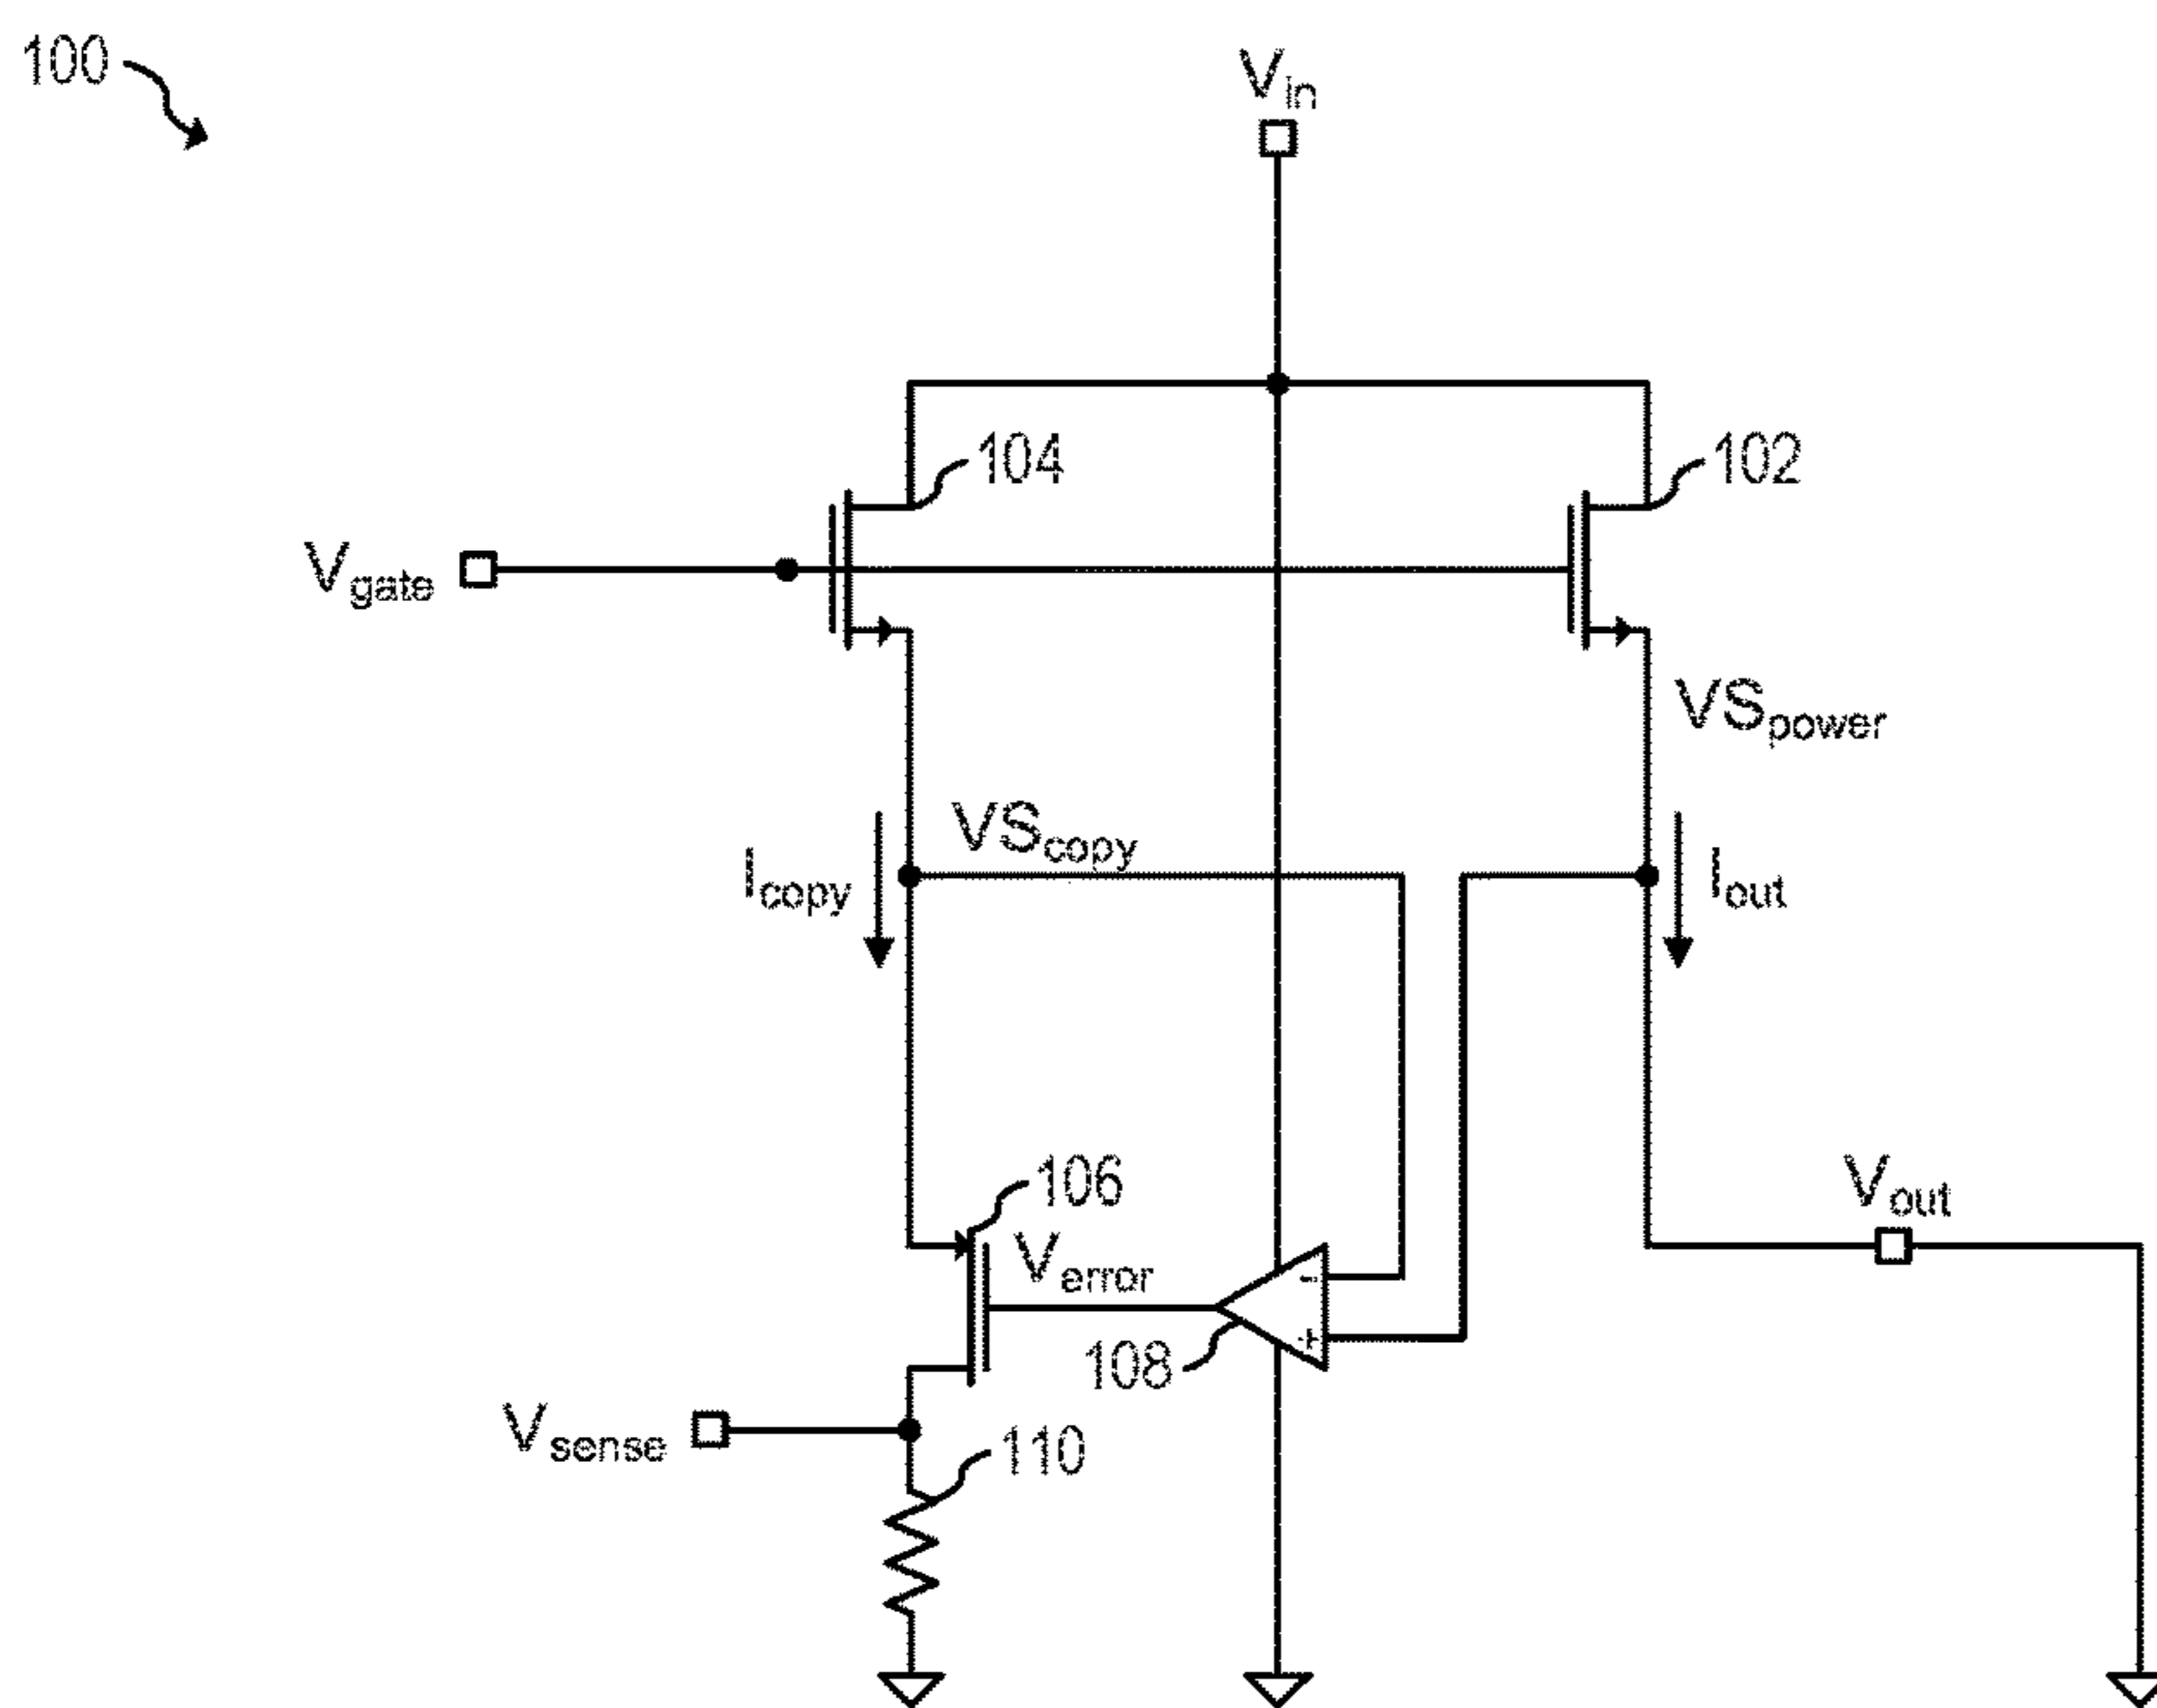 100
Vin
104
102
Vgate
VSpower
VScopy
Icopy
Iout
106
Vout
Verror
-
+
108
Vsense
110